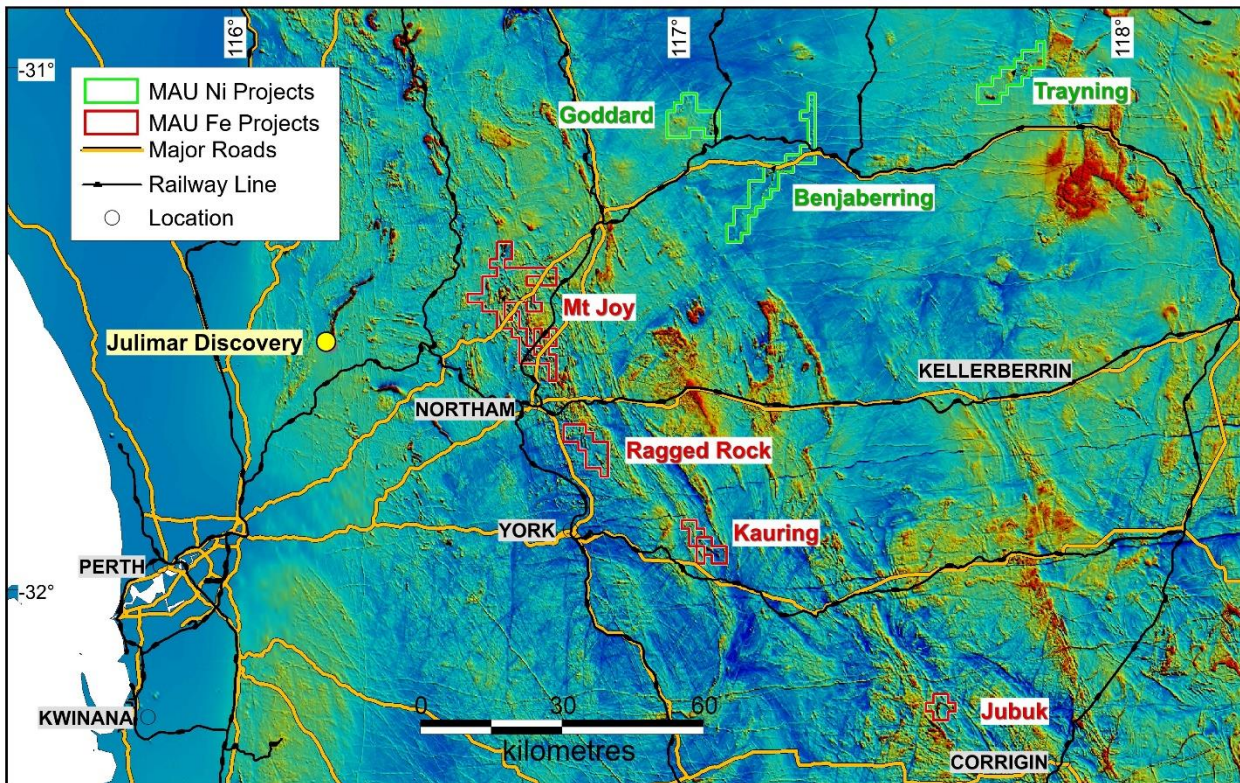 116°
117°
118°
-31°
MAU Ni Projects
MAU Fe Projects
Major Roads
Railway Line
Location
Goddard
Trayning
Benjaberring
Mt Joy
Julimar Discovery
KELLERBERRIN
NORTHAM
Ragged Rock
YORK
Kauring
PERTH
-32°
0 30 60
kilometres
KWINANA
Jubuk
CORRIGIN